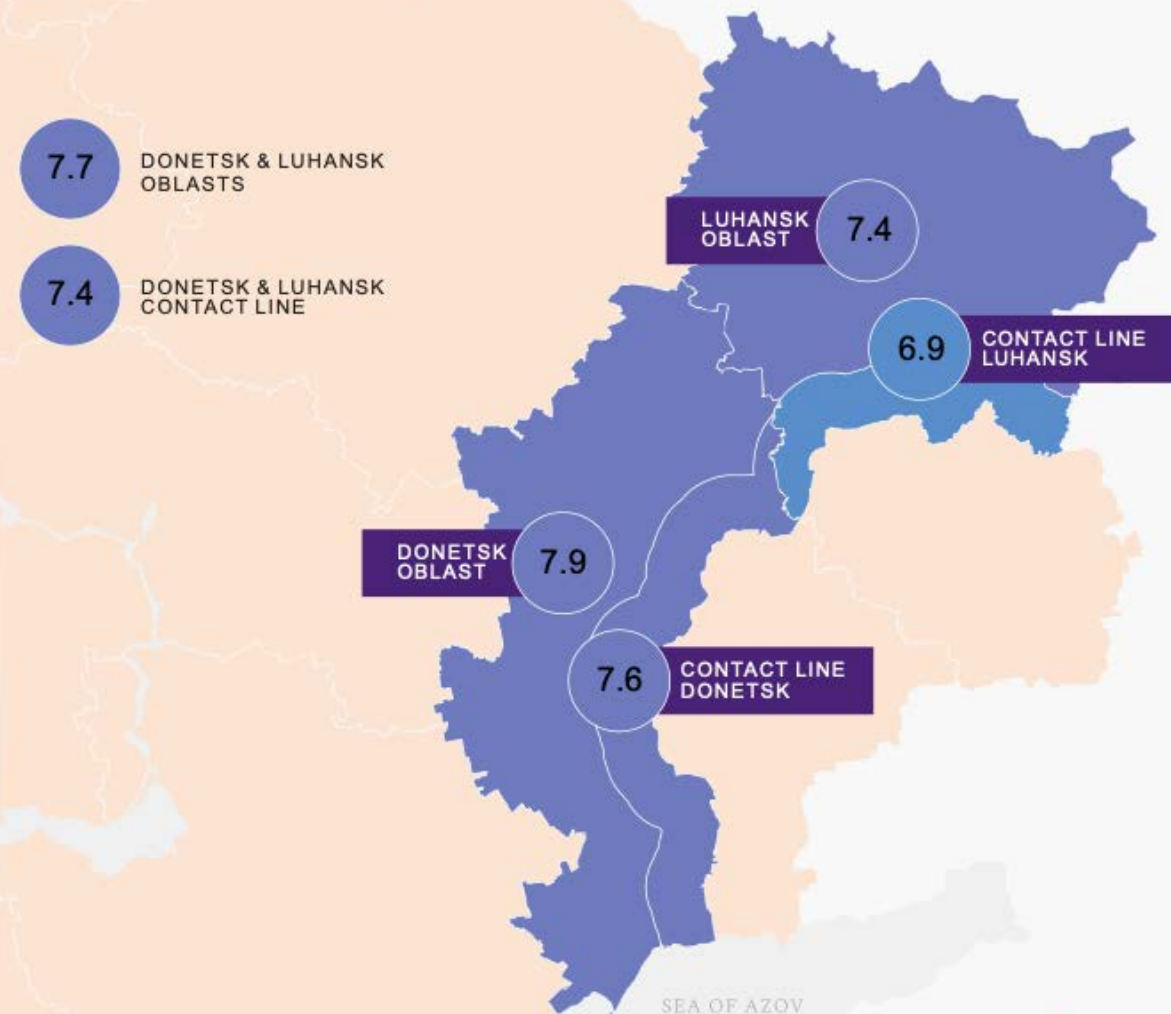 7.7
DONETSK & LUHANSK
OBLASTS
7.4
DONETSK & LUHANSK
CONTACT LINE
LUHANSK
OBLAST
7.4
6.9
CONTACT LINE
LUHANSK
DONETSK
OBLAST
7.9
7.6
CONTACT LINE
DONETSK
SEA OF AZOV